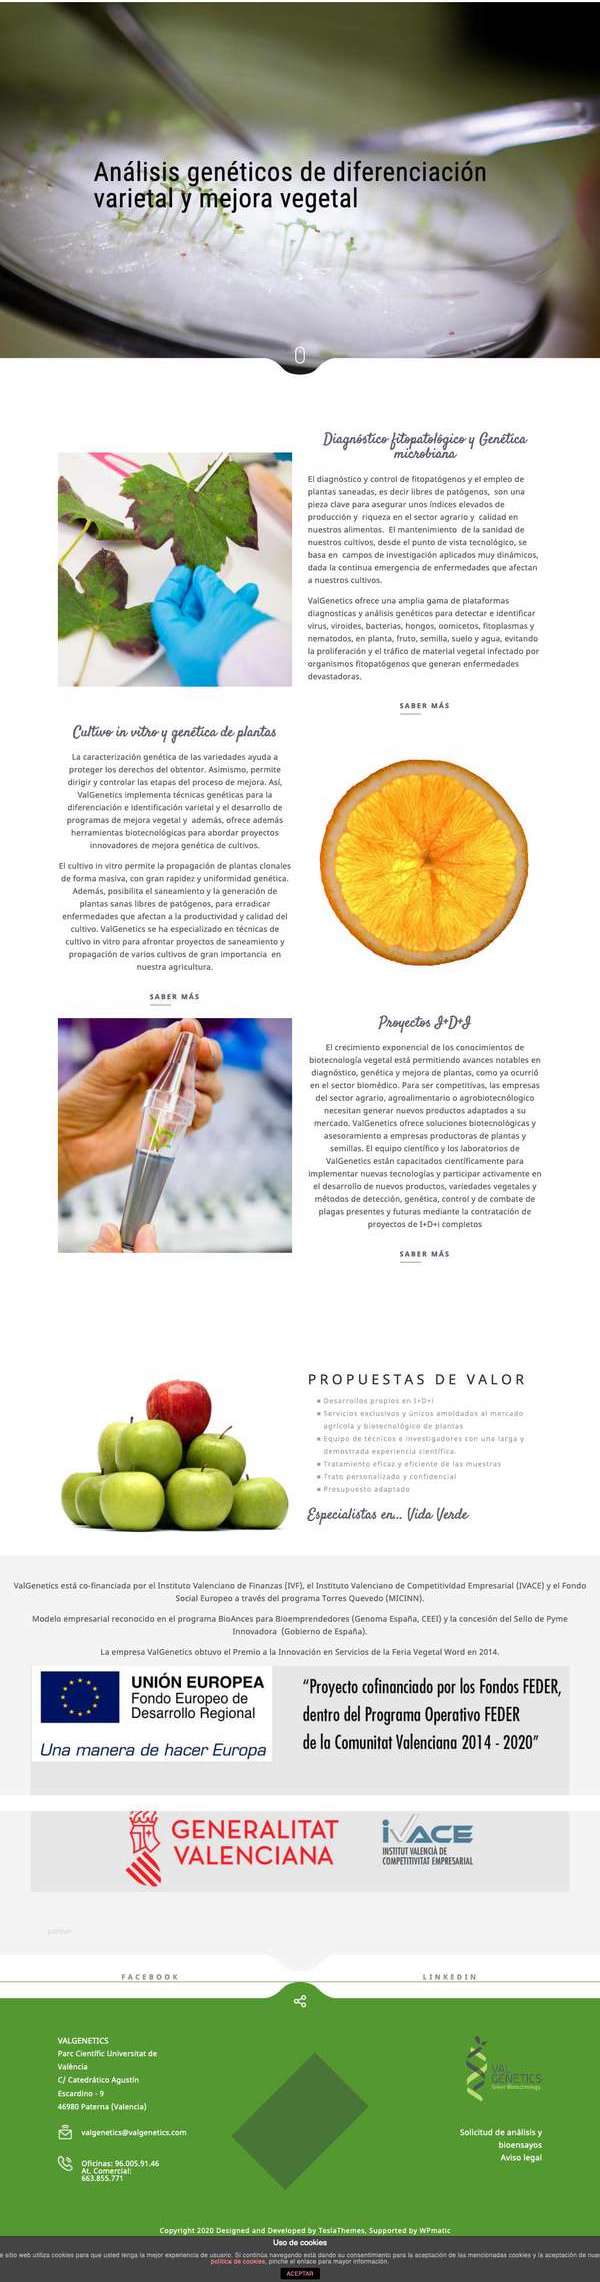 Análisis genéticos de diferenciación
varietal y mejora vegetal
Diagnóstico fitopatológico y Genética
microbiana
El diagnóstico y control de fitopatógenos y el empleo de
plantas saneadas, es decir libres de patógenos, son una
pieza clave para asegurar unos índices elevados de
producción y riqueza en el sector agrario y calidad en
nuestros alimentos. El mantenimiento de la sanidad de
nuestros cultivos, desde el punto de vista tecnológico, se
basa en campos de investigación aplicados muy dinámicos,
dada la continua emergencia de enfermedades que afectan
a nuestros cultivos.
ValGenetics ofrece una amplia gama de plataformas
diagnosticas y análisis genéticos para detectar e identificar
virus, viroides, bacterias, hongos, oomicetos, fitoplasmas y
nematodos, en planta, fruto, semilla, suelo y agua, evitando
la proliferación y el tráfico de material vegetal infectado por
organismos fitopatógenos que generan enfermedades
devastadoras.
SABER MÁS
Cultivo in vitro y genética de plantas
La caracterización genética de las variedades ayuda a
proteger los derechos del obtentor. Asimismo, permite
dirigir y controlar las etapas del proceso de mejora. Así,
ValGenetics implementa técnicas genéticas para la
diferenciación e identificación varietal y el desarrollo de
programas de mejora vegetal y además, ofrece además
herramientas biotecnológicas para abordar proyectos
innovadores de mejora genética de cultivos.
El cultivo in vitro permite la propagación de plantas clonales
de forma masiva, con gran rapidez y uniformidad genética.
Además, posibilita el saneamiento y la generación de
plantas sanas libres de patógenos, para erradicar
enfermedades que afectan a la productividad y calidad del
cultivo. ValGenetics se ha especializado en técnicas de
cultivo in vitro para afrontar proyectos de saneamiento y
propagación de varios cultivos de gran importancia en
nuestra agricultura.
SABER MÁS
Proyectos I+D+I
El crecimiento exponencial de los conocimientos de
biotecnología vegetal está permitiendo avances notables en
diagnóstico, genética y mejora de plantas, como ya ocurrió
en el sector biomédico. Para ser competitivas, las empresas
del sector agrario, agroalimentario o agrobiotecnólogico
necesitan generar nuevos productos adaptados a su
mercado. ValGenetics ofrece soluciones biotecnológicas y
asesoramiento a empresas productoras de plantas y
semillas. El equipo científico y los laboratorios de
ValGenetics están capacitados científicamente para
implementar nuevas tecnologías y participar activamente en
el desarrollo de nuevos productos, variedades vegetales y
métodos de detección, genética, control y de combate de
plagas presentes y futuras mediante la contratación de
proyectos de I+D+i completos
SABER MÁS
PROPUESTAS DE VALOR
Desarrollos propios en I+D+i
Servicios exclusivos y únicos amoldados al mercado
agrícola y biotecnológico de plantas
Equipo de técnicos e investigadores con una larga y
demostrada experiencia científica.
Tratamiento eficaz y eficiente de las muestras
Trato personalizado y confidencial
Presupuesto adaptado
Especialistas en... Vida Verde
ValGenetics está co-financiada por el Instituto Valenciano de Finanzas (IVF), el Instituto Valenciano de Competitividad Empresarial (IVACE) y el Fondo
Social Europeo a través del programa Torres Quevedo (MICINN).
Modelo empresarial reconocido en el programa BioAnces para Bioemprendedores (Genoma España, CEEI) y la concesión del Sello de Pyme
Innovadora (Gobierno de España).
La empresa ValGenetics obtuvo el Premio a la Innovación en Servicios de la Feria Vegetal Word en 2014.
UNIÓN EUROPEA
Fondo Europeo de
Desarrollo Regional
Una manera de hacer Europa
“Proyecto cofinanciado por los Fondos FEDER,
dentro del Programa Operativo FEDER
de la Comunitat Valenciana 2014 - 2020”
GENERALITAT
VALENCIANA
iVACE
INSTITUT VALENCIÀ DE
COMPETITIVITAT EMPRESARIAL
FACEBOOK
LINKEDIN
VALGENETICS
Parc Científic Universitat de
València
C/ Catedrático Agustín
Escardino - 9
46980 Paterna (Valencia)
valgenetics@valgenetics.com
Oficinas: 96.005.91.46
At. Comercial:
663.855.771
VAL
GENETICS
Green Biotechnology
Solicitud de análisis y
bioensayos
Aviso legal
Copyright 2020 Designed and Developed by TeslaThemes, Supported by WPmatic
Uso de cookies
e sitio web utiliza cookies para que usted tenga la mejor experiencia de usuario. Si continúa navegando está dando su consentimiento para la aceptación de las mencionadas cookies y la aceptación de nues
política de cookies, pinche el enlace para mayor información.
ACEPTAR